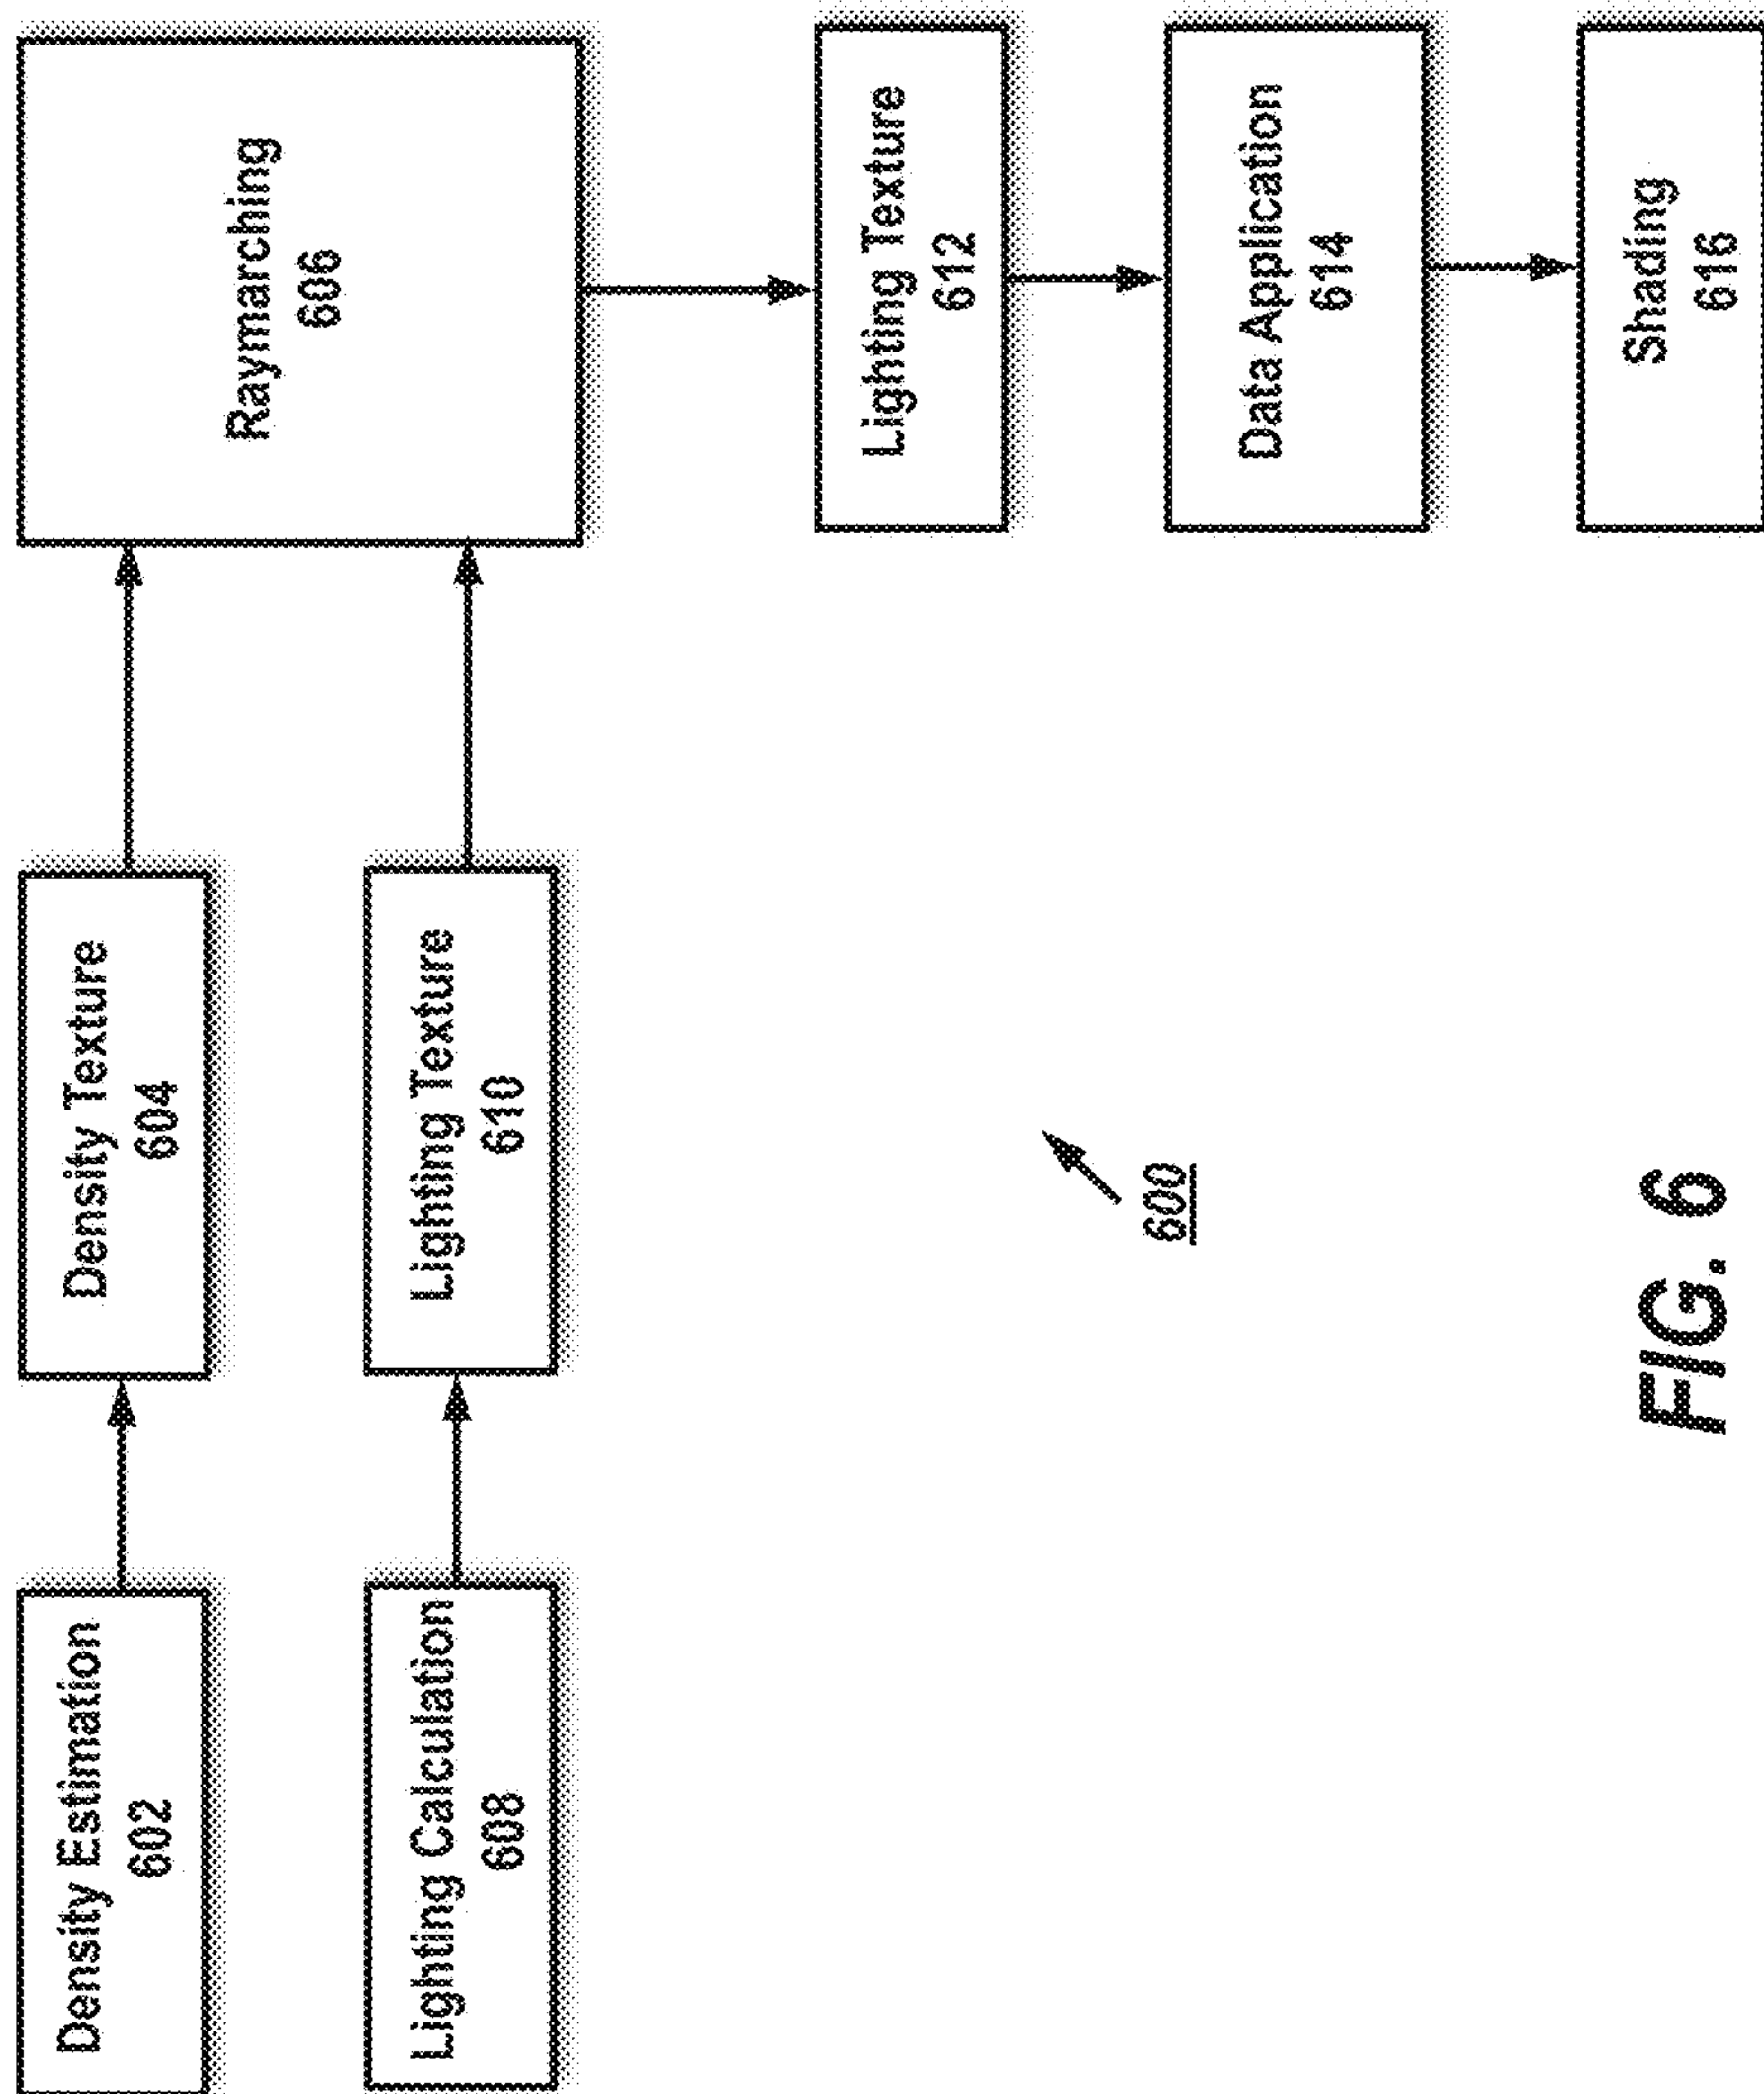 Density Estimation
602
Density Texture
604
Raymarching
606
Lighting Calculation
608
Lighting Texture
610
Lighting Texture
612
Data Application
614
Shading
616
600
FIG. 6